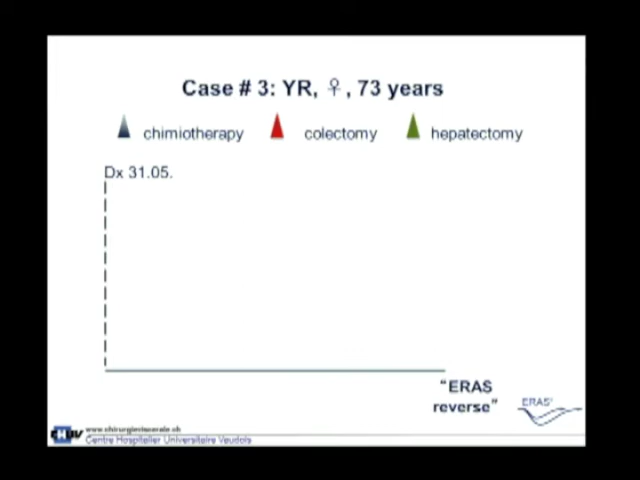 Case # 3: YR, ♀, 73 years
chimiotherapy colectomy hepatectomy
Dx 31.05.
"ERAS
reverse"
ERAS
www.chirurgieviscerale.ch
CHUV
Centre Hospitalier Universitaire Vaudois